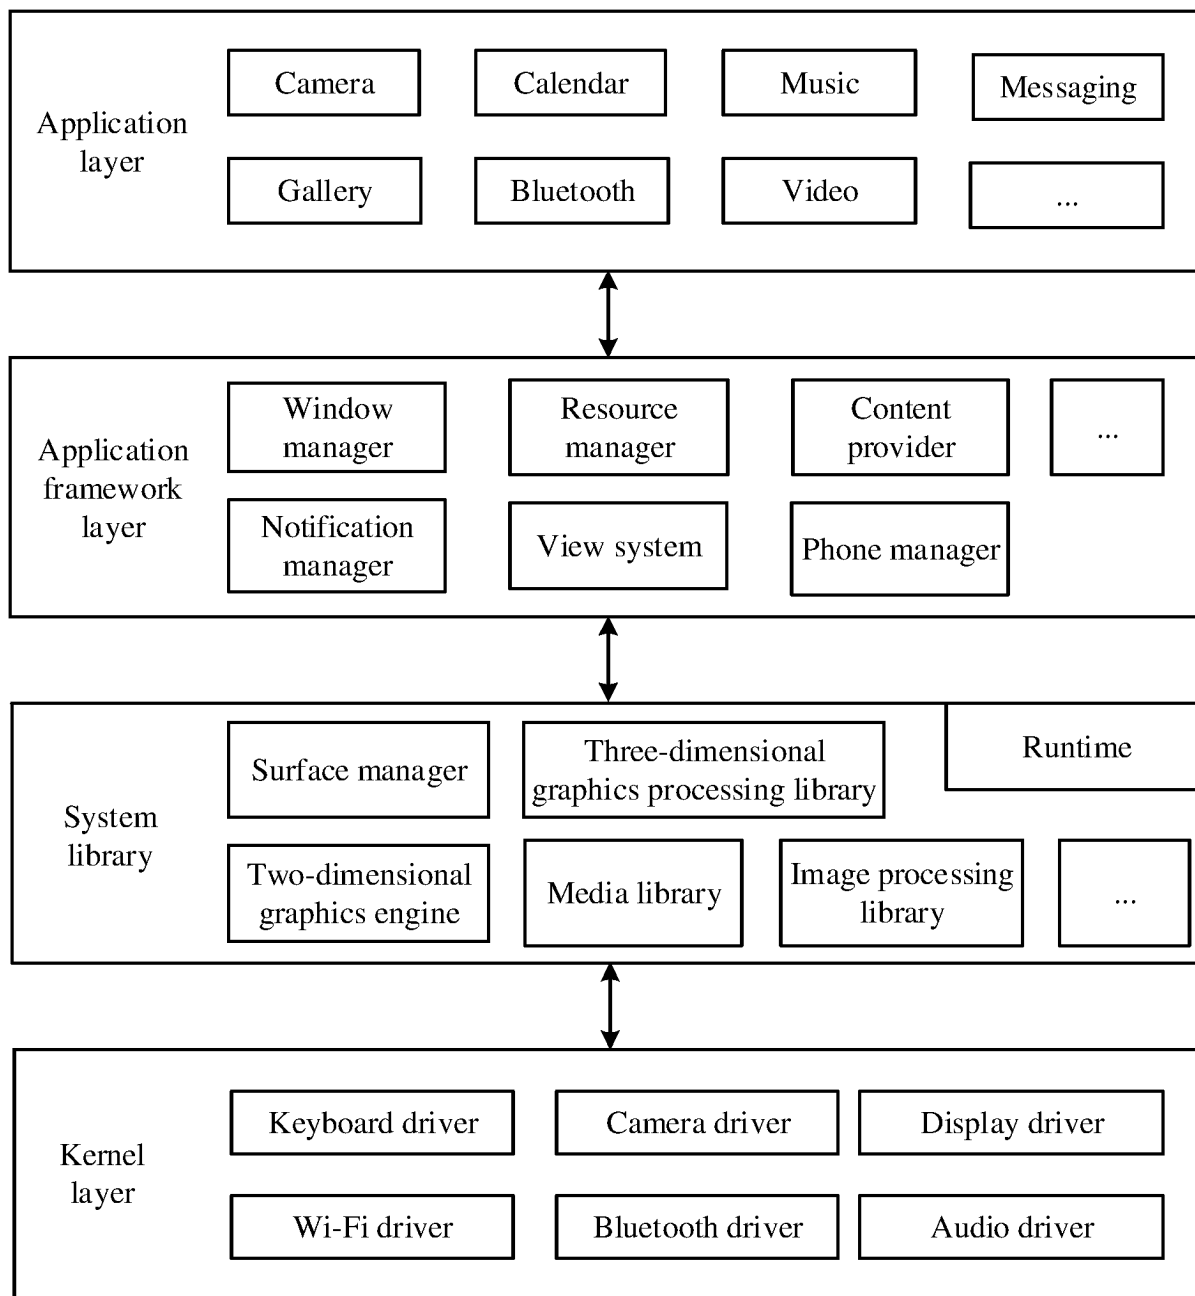 Application
layer
Camera
Calendar
Music
Messaging
Gallery
Bluetooth
Video
...
Application
framework
layer
Window
manager
Resource
manager
Content
provider
...
Notification
manager
View system
Phone manager
System
library
Surface manager
Three-dimensional
graphics processing library
Runtime
Two-dimensional
graphics engine
Media library
Image processing
library
...
Kernel
layer
Keyboard driver
Camera driver
Display driver
Wi-Fi driver
Bluetooth driver
Audio driver